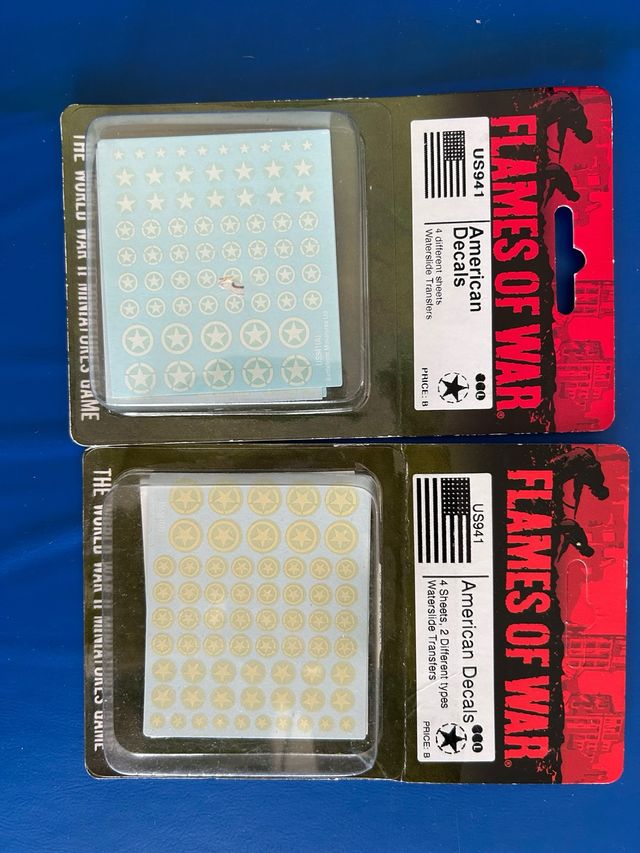 FLAMES OF WAR®
US941
American
Decals
4 different sheets
Waterslide Transfers
PRICE: B
THE WORLD WAR II MINIATURES GAME
FLAMES OF WAR®
US941
American Decals
4 Sheets, 2 Different types
Waterslide Transfers
PRICE: B
THE WORLD WAR II MINIATURES GAME